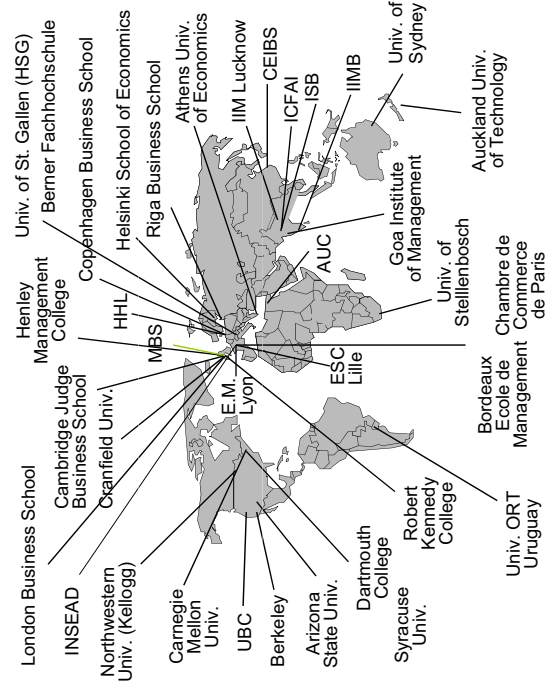 London Business School
INSEAD
Northwestern
Univ. (Kellogg)
Carnegie
Mellon
Univ.
UBC
Berkeley
Arizona
State Univ.
Dartmouth
College
Syracuse
Univ.
Cambridge Judge
Business School
Cranfield Univ.
Henley
Management
College
HHL
MBS
E.M.
Lyon
ESC
Lille
Robert
Kennedy
College
Univ. ORT
Uruguay
Bordeaux
Ecole de
Management
Chambre de
Commerce
de Paris
Univ. of St. Gallen (HSG)
Berner Fachhochschule
Copenhagen Business School
Helsinki School of Economics
Riga Business School
Athens Univ.
of Economics
IIM Lucknow
CEIBS
ICFAI
ISB
IIMB
AUC
Goa Institute
of Management
Univ. of
Stelllenbosch
Univ. of
Sydney
Auckland Univ.
of Technology